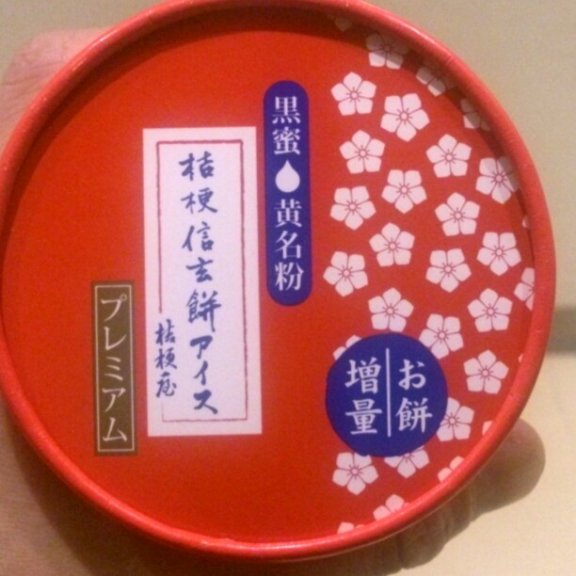 黒蜜
黄名粉
桔梗信玄餅アイス
桔梗屋
プレミアム
お餅
増量